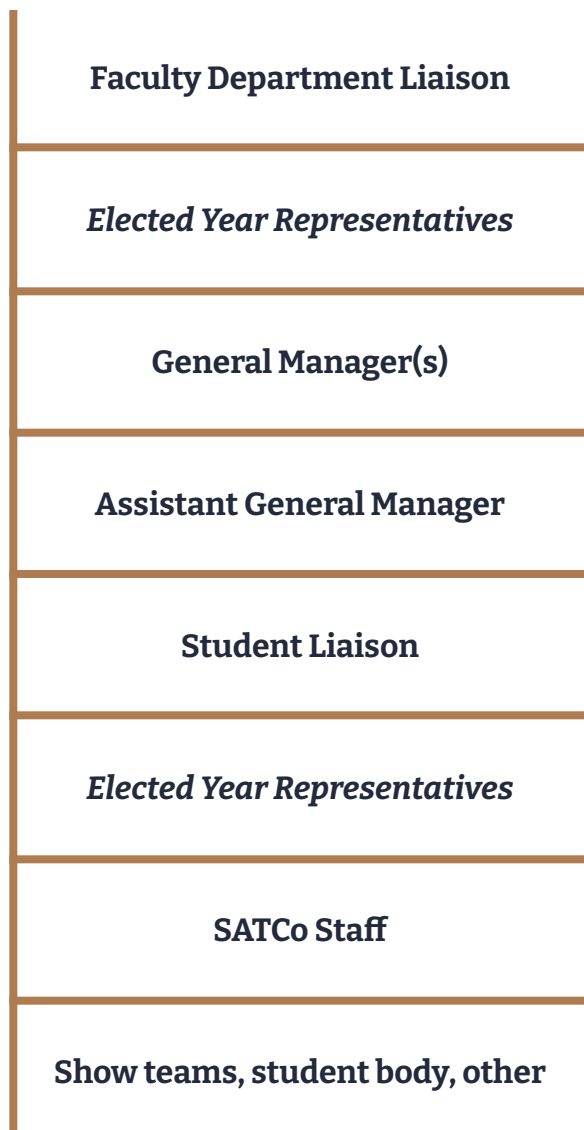 Faculty Department Liaison
Elected Year Representatives
General Manager(s)
Assistant General Manager
Student Liaison
Elected Year Representatives
SATCo Staff
Show teams, student body, other